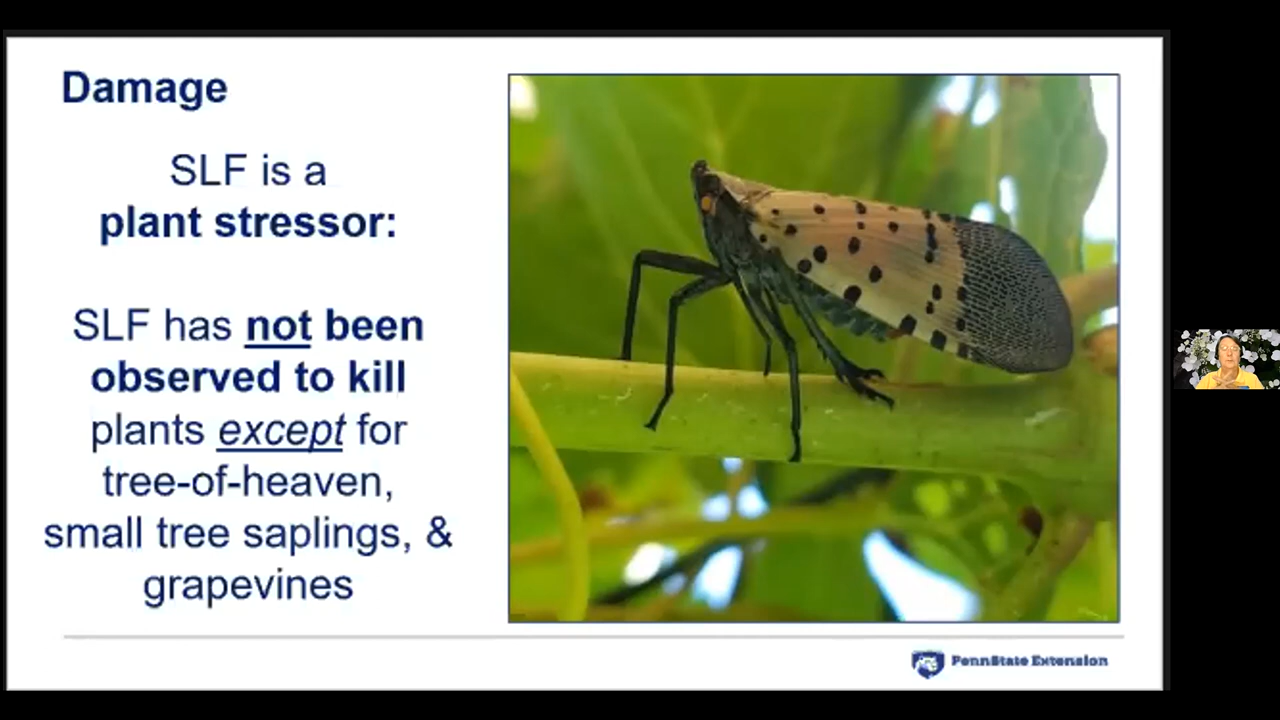 Damage
SLF is a
plant stressor:
SLF has not been
observed to kill
plants except for
tree-of-heaven,
small tree saplings, &
grapevines
PennState Extension